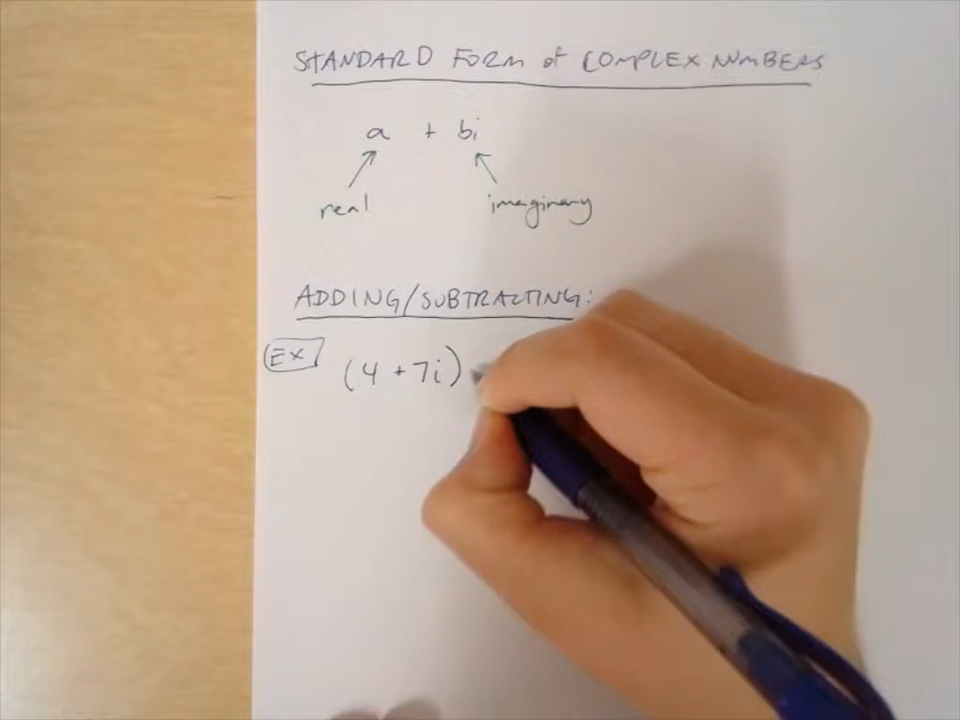 STANDARD FORM of COMPLEX NUMBERS
a + bi
real imaginary
ADDING/SUBTRACTING:
EX (4 + 7i)